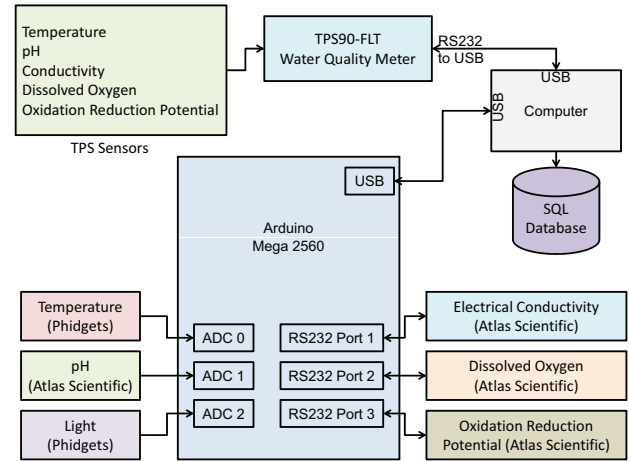 Temperature
pH
Conductivity
Dissolved Oxygen
Oxidation Reduction Potential
TPS Sensors
TPS90-FLT
Water Quality Meter
RS232
to USB
USB
USB
Computer
SQL
Database
USB
Arduino
Mega 2560
Temperature
(Phidgets)
ADC 0
RS232 Port 1
Electrical Conductivity
(Atlas Scientific)
pH
(Atlas Scientific)
ADC 1
RS232 Port 2
Dissolved Oxygen
(Atlas Scientific)
Light
(Phidgets)
ADC 2
RS232 Port 3
Oxidation Reduction
Potential (Atlas Scientific)